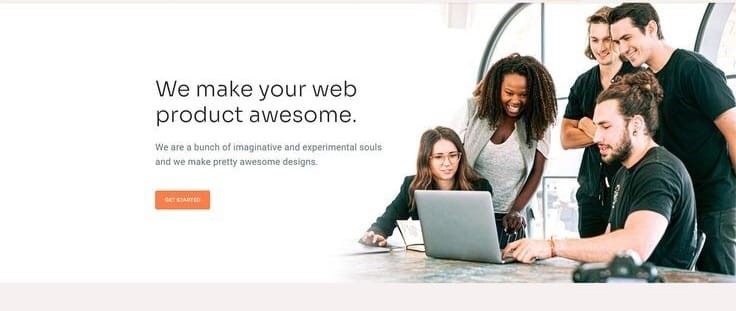 We make your web
product awesome.
We are a bunch of imaginative and experimental souls
and we make pretty awesome designs.
GET STARTED